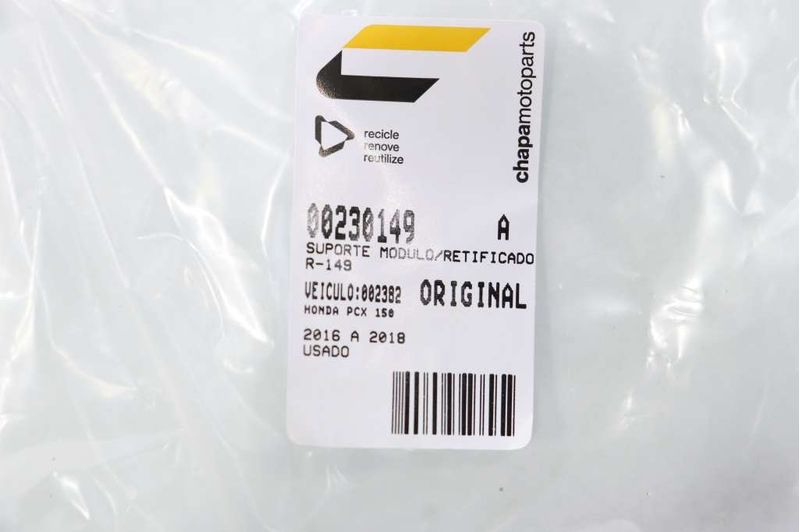 chapamotoparts
recicle
renove
reutilize
00230149 A
SUPORTE MODULO/RETIFICADO
R-149
VEICULO:002382 ORIGINAL
HONDA PCX 150
2016 A 2018
USADO